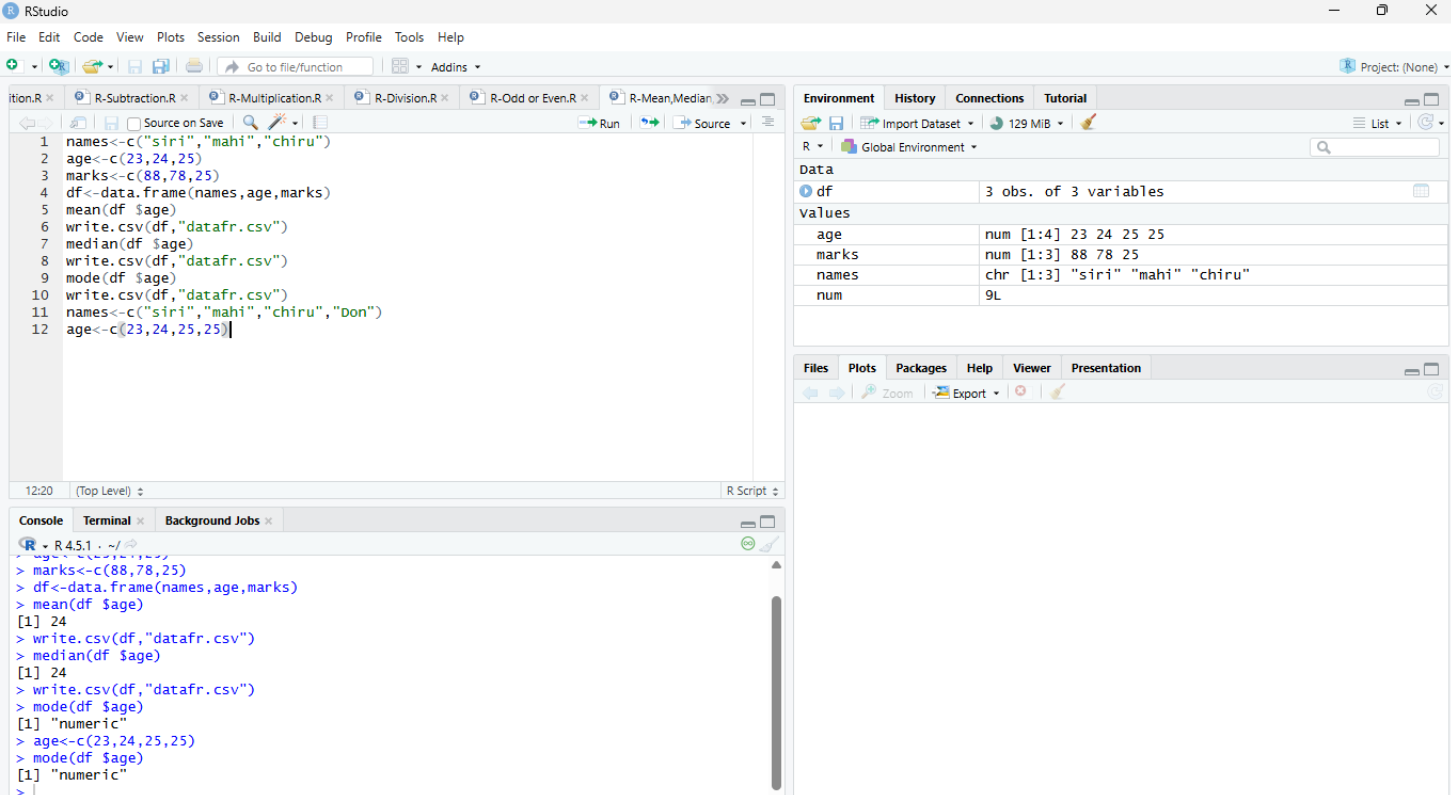 RStudio
File Edit Code View Plots Session Build Debug Profile Tools Help
Go to file/function Addins Project: (None)
ition.R R-Subtraction.R R-Multiplication.R R-Division.R R-Odd or Even.R R-Mean,Median,
Source on Save Run Source
1 names<-c("siri","mahi","chiru")
2 age<-c(23,24,25)
3 marks<-c(88,78,25)
4 df<-data.frame(names,age,marks)
5 mean(df $age)
6 write.csv(df,"datafr.csv")
7 median(df $age)
8 write.csv(df,"datafr.csv")
9 mode(df $age)
10 write.csv(df,"datafr.csv")
11 names<-c("siri","mahi","chiru","Don")
12 age<-c(23,24,25,25)
12:20 (Top Level) R Script
Console Terminal Background Jobs
R 4.5.1 · ~/
> age<-c(23,24,25)
> marks<-c(88,78,25)
> df<-data.frame(names,age,marks)
> mean(df $age)
[1] 24
> write.csv(df,"datafr.csv")
> median(df $age)
[1] 24
> write.csv(df,"datafr.csv")
> mode(df $age)
[1] "numeric"
> age<-c(23,24,25,25)
> mode(df $age)
[1] "numeric"
>
Environment History Connections Tutorial
Import Dataset 129 MiB List
R Global Environment
Data
df 3 obs. of 3 variables
Values
age num [1:4] 23 24 25 25
marks num [1:3] 88 78 25
names chr [1:3] "siri" "mahi" "chiru"
num 9L
Files Plots Packages Help Viewer Presentation
Zoom Export